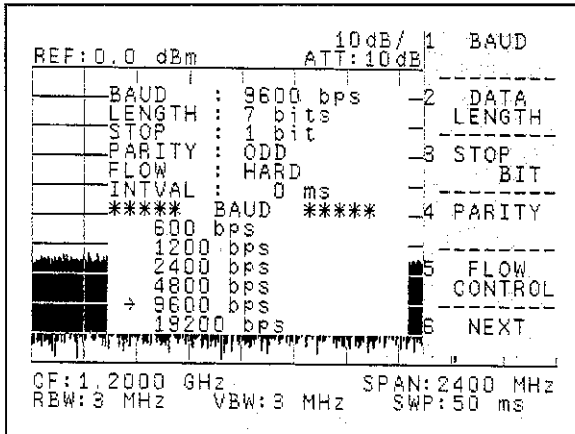 REF:0.0 dBm
10dB/
ATT:10dB
BAUD : 9600 bps
LENGTH : 7 bits
STOP : 1 bit
PARITY : ODD
FLOW : HARD
INTVAL : 0 ms
***** BAUD *****
600 bps
1200 bps
2400 bps
4800 bps
→ 9600 bps
19200 bps
1 BAUD
2 DATA
LENGTH
3 STOP
BIT
4 PARITY
5 FLOW
CONTROL
6 NEXT
CF:1.2000 GHz SPAN:2400 MHz
RBW:3 MHz VBW:3 MHz SWP:50 ms